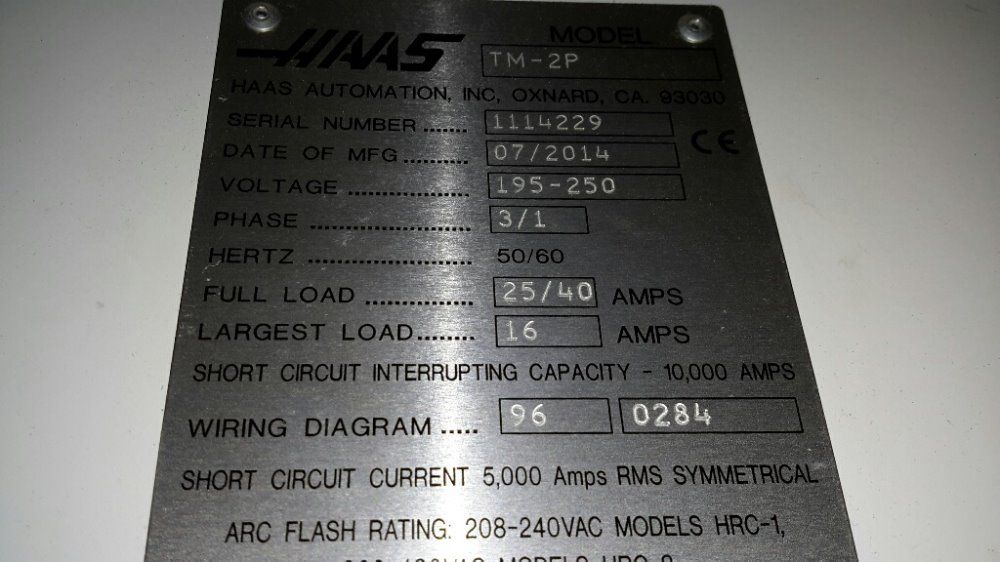 HAAS MODEL TM-2P
HAAS AUTOMATION, INC, OXNARD, CA. 93030
SERIAL NUMBER ....... 1114229
DATE OF MFG .......... 07/2014 CE
VOLTAGE .................. 195-250
PHASE ........................ 3/1
HERTZ ........................ 50/60
FULL LOAD ................ 25/40 AMPS
LARGEST LOAD ........ 16 AMPS
SHORT CIRCUIT INTERRUPTING CAPACITY - 10,000 AMPS
WIRING DIAGRAM ..... 96 0284
SHORT CIRCUIT CURRENT 5,000 Amps RMS SYMMETRICAL
ARC FLASH RATING: 208-240VAC MODELS HRC-1,
MODELS